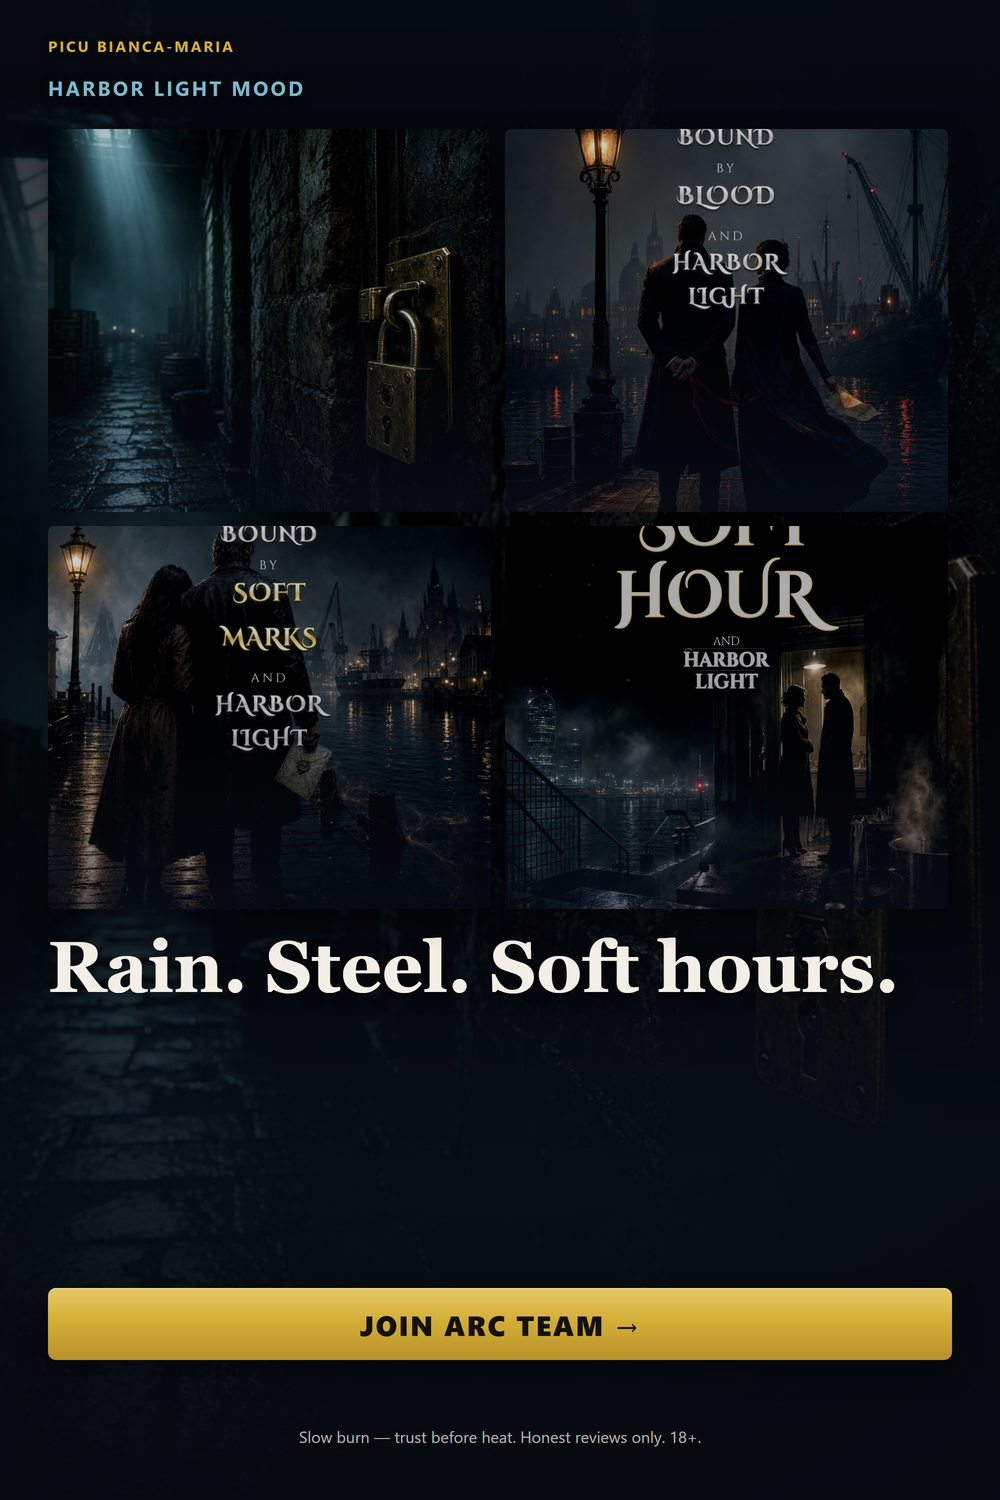 PICU BIANCA-MARIA
HARBOR LIGHT MOOD
BOUND
BY
BLOOD
AND
HARBOR
LIGHT
BOUND
BY
SOFT
MARKS
AND
HARBOR
LIGHT
SOFT
HOUR
AND
HARBOR
LIGHT
Rain. Steel. Soft hours.
JOIN ARC TEAM →
Slow burn — trust before heat. Honest reviews only. 18+.